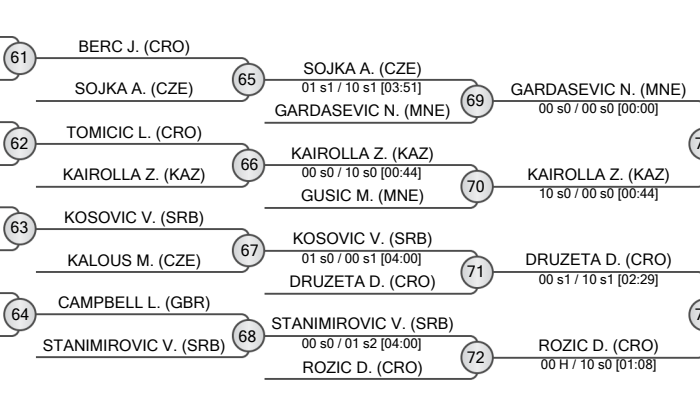 61
BERC J. (CRO)
SOJKA A. (CZE)
62
TOMICIC L. (CRO)
KAIROLLA Z. (KAZ)
63
KOSOVIC V. (SRB)
KALOUS M. (CZE)
64
CAMPBELL L. (GBR)
STANIMIROVIC V. (SRB)
65
SOJKA A. (CZE)
01 s1 / 10 s1 [03:51]
GARDASEVIC N. (MNE)
66
KAIROLLA Z. (KAZ)
00 s0 / 10 s0 [00:44]
GUSIC M. (MNE)
67
KOSOVIC V. (SRB)
01 s0 / 00 s1 [04:00]
DRUZETA D. (CRO)
68
STANIMIROVIC V. (SRB)
00 s0 / 01 s2 [04:00]
ROZIC D. (CRO)
69
GARDASEVIC N. (MNE)
00 s0 / 00 s0 [00:00]
70
KAIROLLA Z. (KAZ)
10 s0 / 00 s0 [00:44]
71
DRUZETA D. (CRO)
00 s1 / 10 s1 [02:29]
72
ROZIC D. (CRO)
00 H / 10 s0 [01:08]